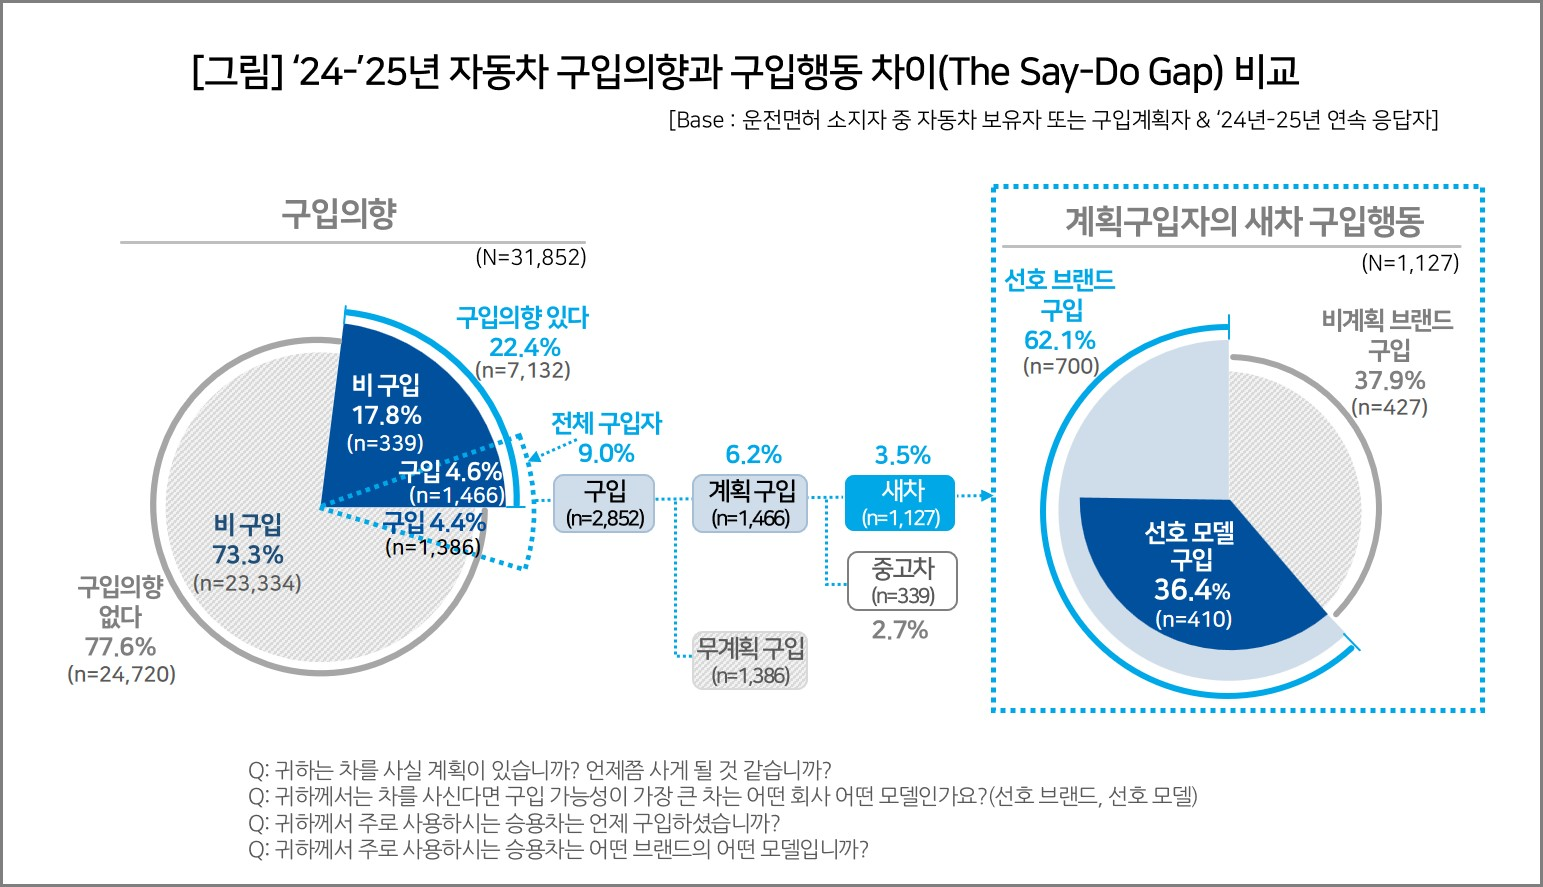 [그림] ‘24-’25년 자동차 구입의향과 구입행동 차이(The Say-Do Gap) 비교
[Base : 운전면허 소지자 중 자동차 보유자 또는 구입계획자 & ‘24년-25년 연속 응답자]
구입의향
(N=31,852)
구입의향 있다
22.4%
(n=7,132)
비 구입
17.8%
(n=339)
구입 4.6%
(n=1,466)
구입 4.4%
(n=1,386)
비 구입
73.3%
(n=23,334)
구입의향
없다
77.6%
(n=24,720)
전체 구입자
9.0%
구입
(n=2,852)
6.2%
계획 구입
(n=1,466)
무계획 구입
(n=1,386)
3.5%
새차
(n=1,127)
중고차
(n=339)
2.7%
계획구입자의 새차 구입행동
(N=1,127)
선호 브랜드
구입
62.1%
(n=700)
비계획 브랜드
구입
37.9%
(n=427)
선호 모델
구입
36.4%
(n=410)
Q: 귀하는 차를 사실 계획이 있습니까? 언제쯤 사게 될 것 같습니까?
Q: 귀하께서는 차를 사신다면 구입 가능성이 가장 큰 차는 어떤 회사 어떤 모델인가요?(선호 브랜드, 선호 모델)
Q: 귀하께서 주로 사용하시는 승용차는 언제 구입하셨습니까?
Q: 귀하께서 주로 사용하시는 승용차는 어떤 브랜드의 어떤 모델입니까?